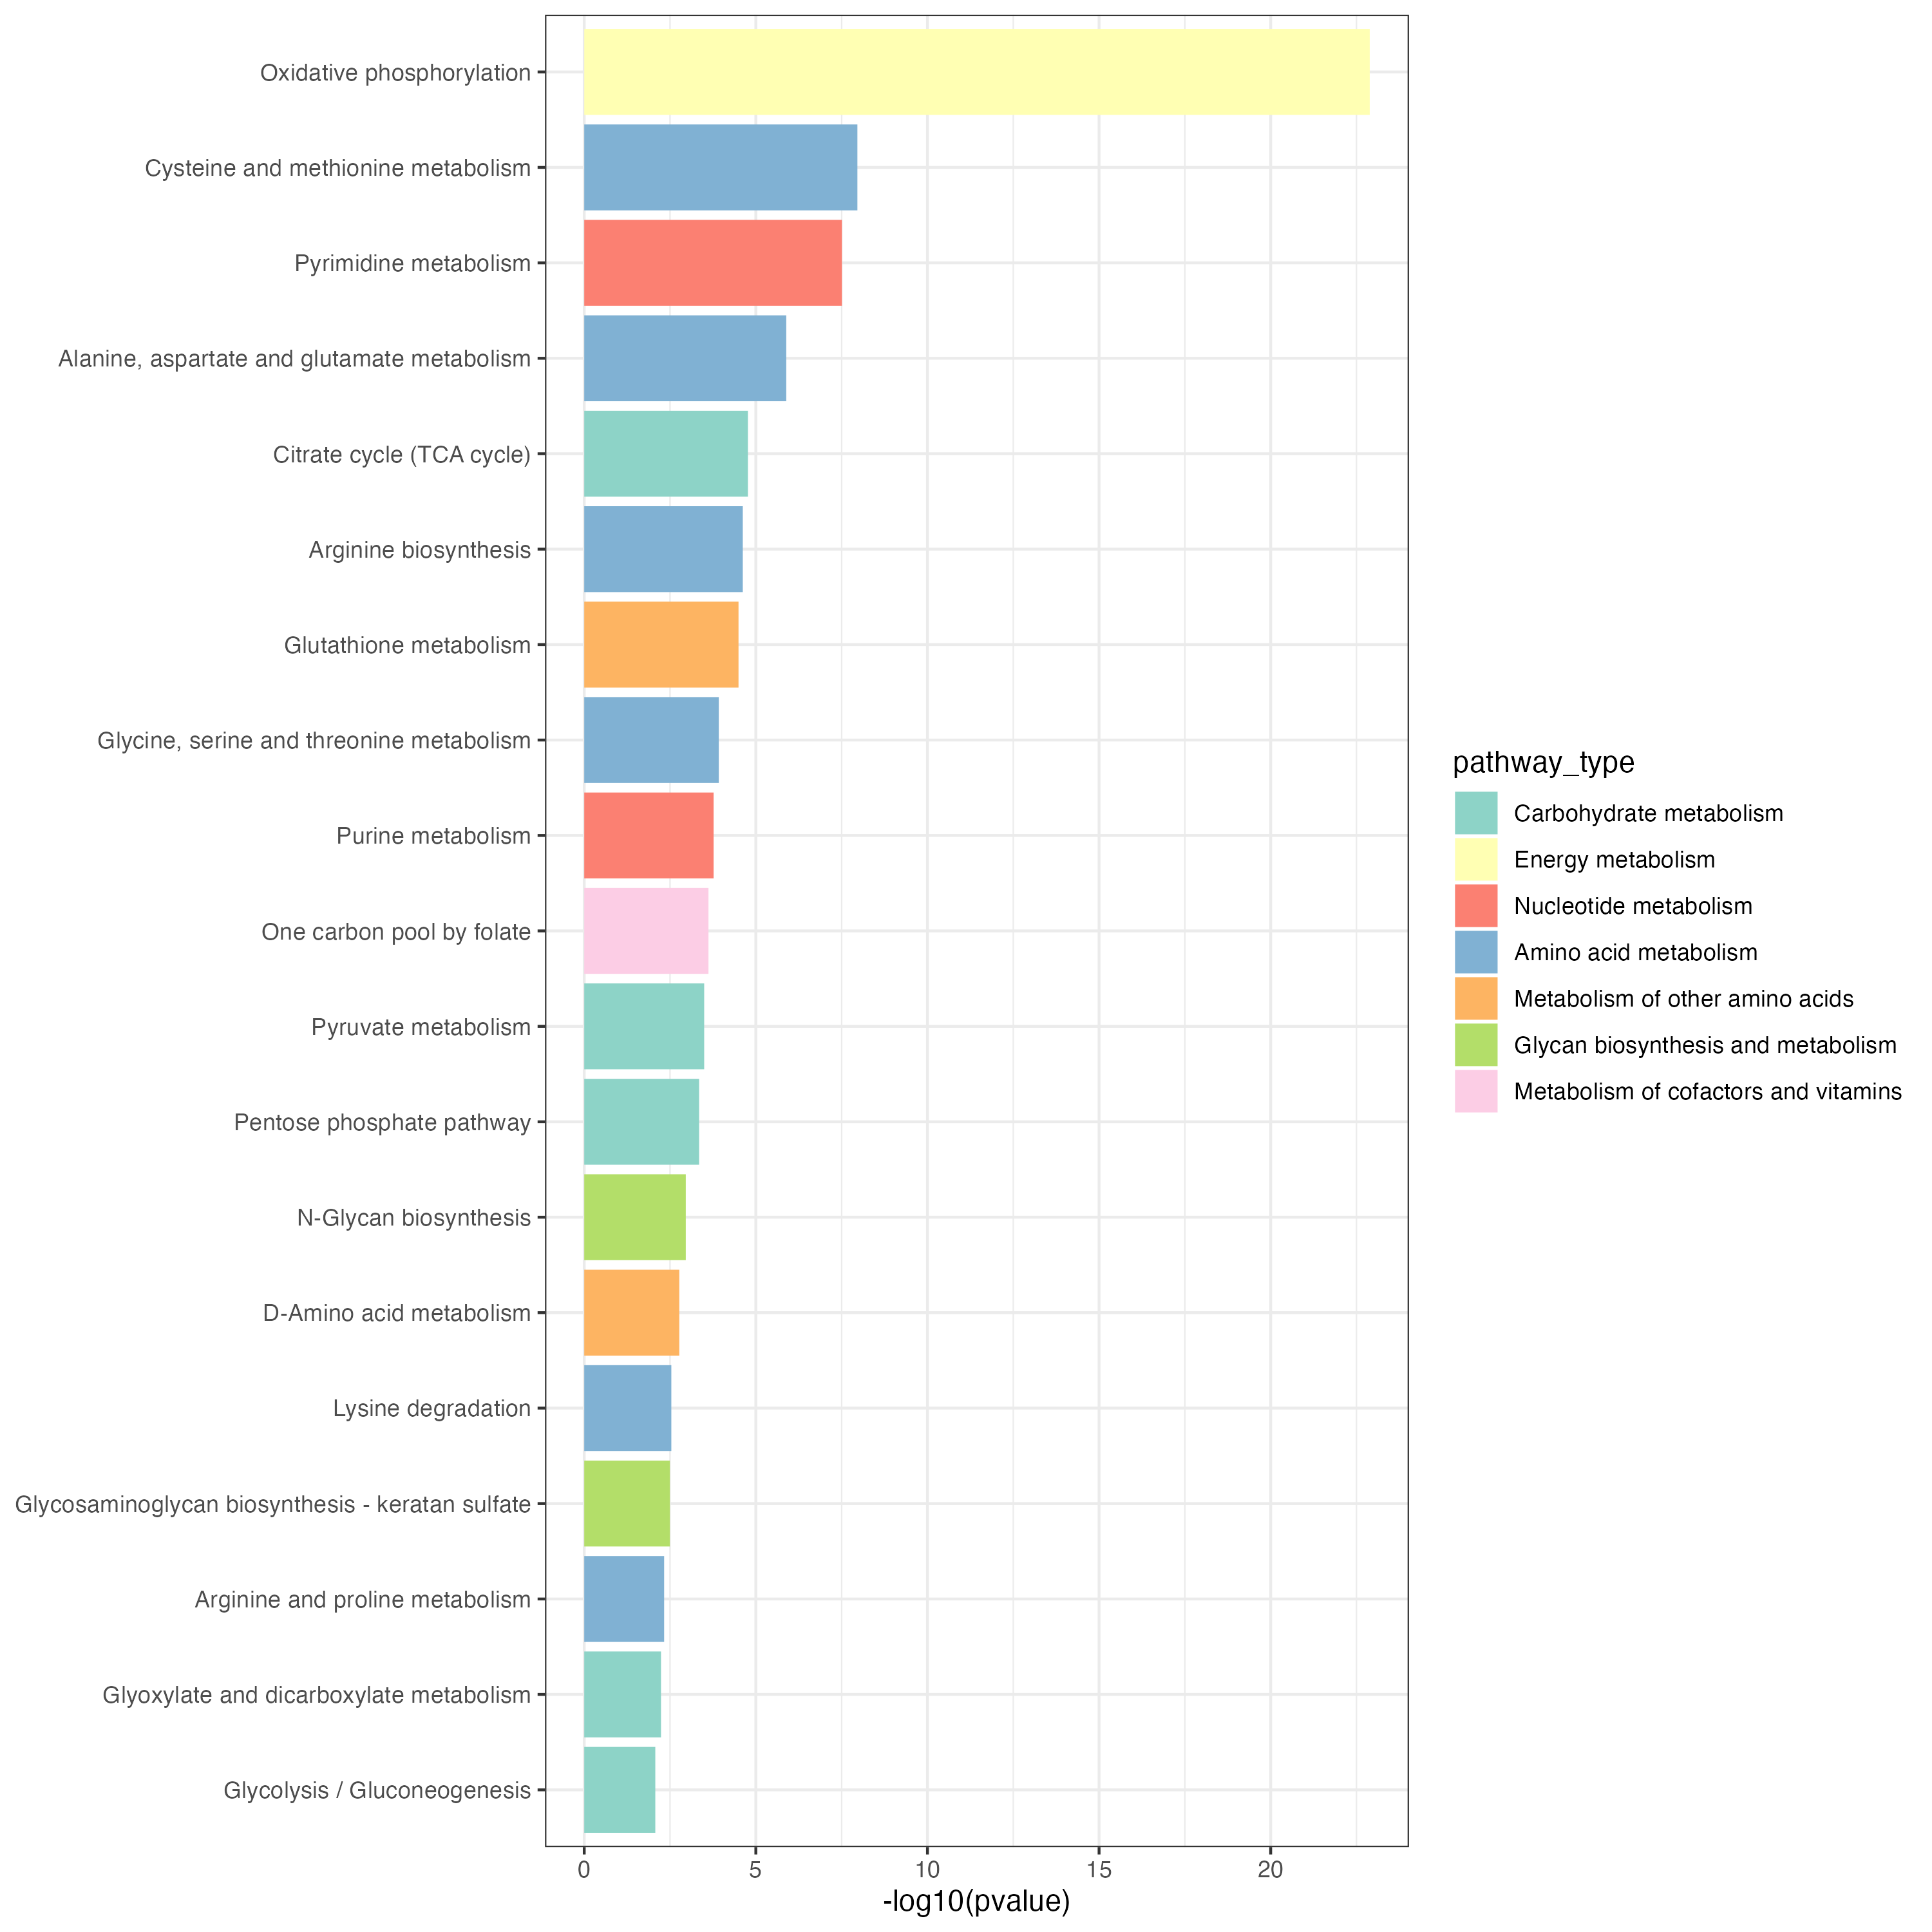 Oxidative phosphorylation
Cysteine and methionine metabolism
Pyrimidine metabolism
Alanine, aspartate and glutamate metabolism
Citrate cycle (TCA cycle)
Arginine biosynthesis
Glutathione metabolism
Glycine, serine and threonine metabolism
Purine metabolism
One carbon pool by folate
Pyruvate metabolism
Pentose phosphate pathway
N-Glycan biosynthesis
D-Amino acid metabolism
Lysine degradation
Glycosaminoglycan biosynthesis - keratan sulfate
Arginine and proline metabolism
Glyoxylate and dicarboxylate metabolism
Glycolysis / Gluconeogenesis
0 5 10 15 20
-log10(pvalue)
pathway_type
Carbohydrate metabolism
Energy metabolism
Nucleotide metabolism
Amino acid metabolism
Metabolism of other amino acids
Glycan biosynthesis and metabolism
Metabolism of cofactors and vitamins